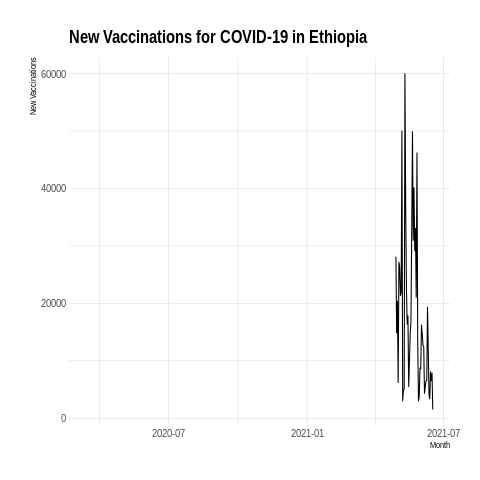 New Vaccinations for COVID-19 in Ethiopia
New Vaccinations
60000
40000
20000
0
2020-07
2021-01
2021-07
Month